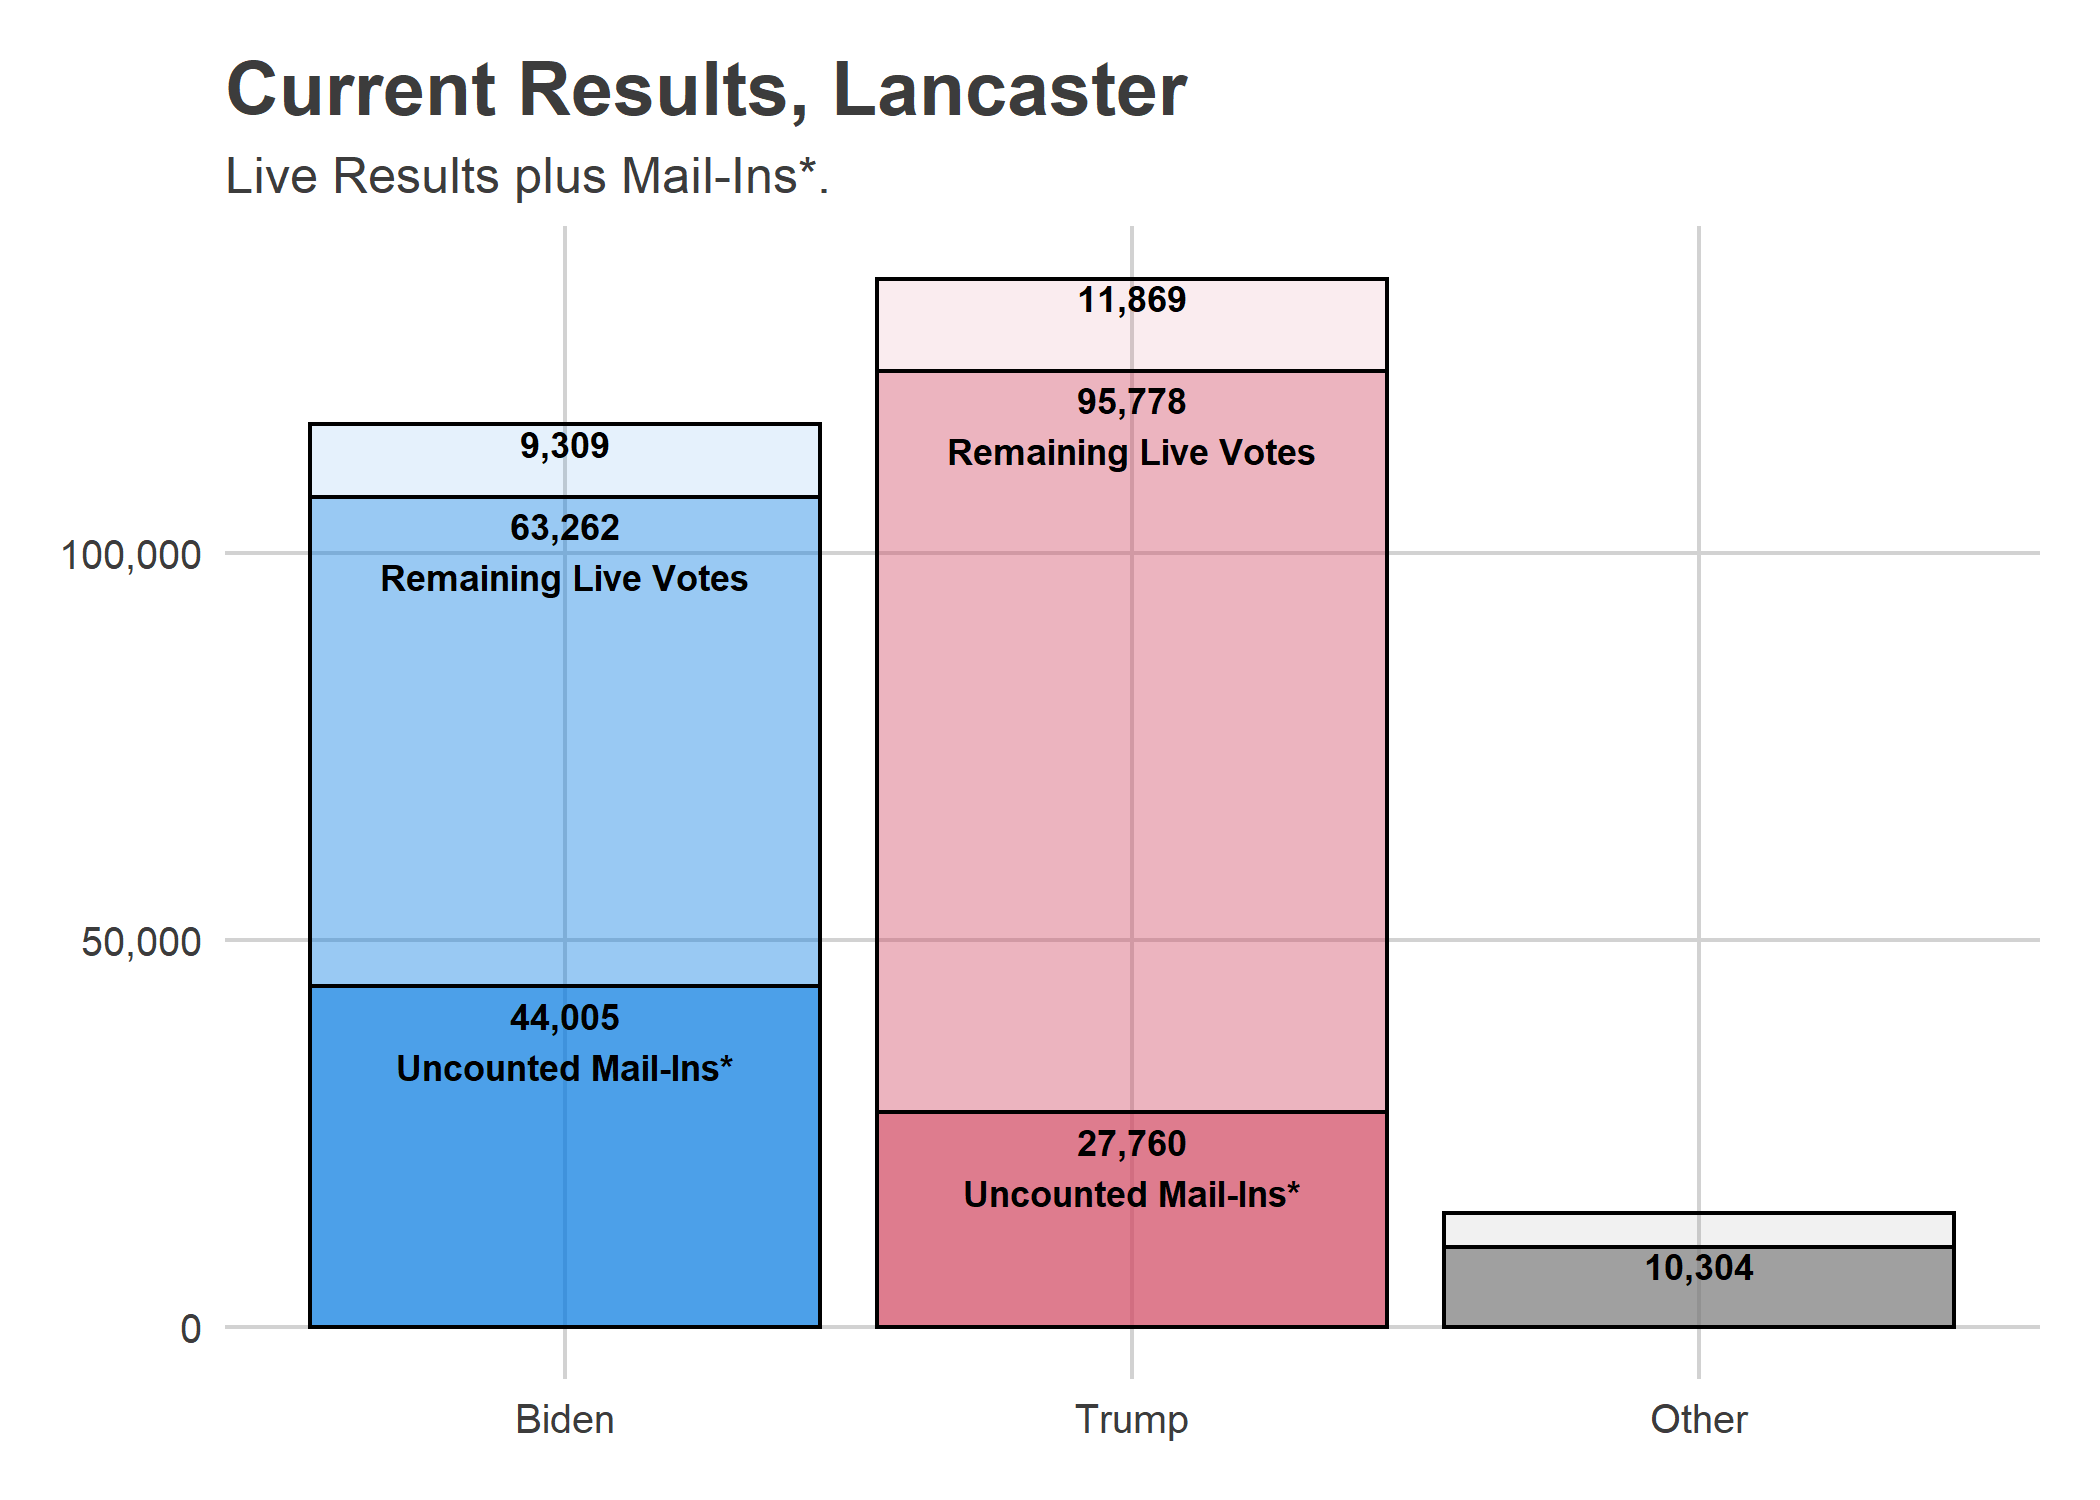 Current Results, Lancaster
Live Results plus Mail-Ins*.
11,869
95,778
Remaining Live Votes
9,309
63,262
Remaining Live Votes
100,000
50,000
44,005
Uncounted Mail-Ins*
27,760
Uncounted Mail-Ins*
10,304
0
Biden
Trump
Other